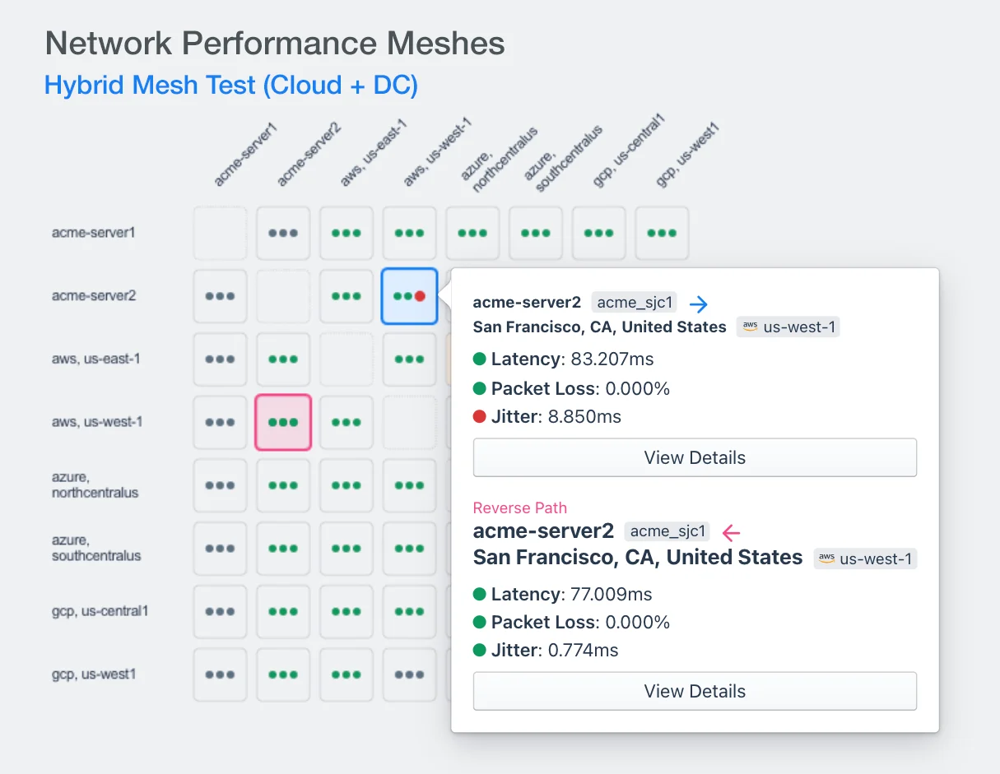 Network Performance Meshes
Hybrid Mesh Test (Cloud + DC)
acme-server1
acme-server2
aws, us-east-1
aws, us-west-1
azure,
northcentralus
azure,
southcentralus
gcp, us-central1
gcp, us-west1
acme-server1
acme-server2
aws, us-east-1
aws, us-west-1
azure,
northcentralus
azure,
southcentralus
gcp, us-central1
gcp, us-west1
acme-server2 acme_sjc1 →
San Francisco, CA, United States aws us-west-1
Latency: 83.207ms
Packet Loss: 0.000%
Jitter: 8.850ms
View Details
Reverse Path
acme-server2 acme_sjc1 ←
San Francisco, CA, United States aws us-west-1
Latency: 77.009ms
Packet Loss: 0.000%
Jitter: 0.774ms
View Details